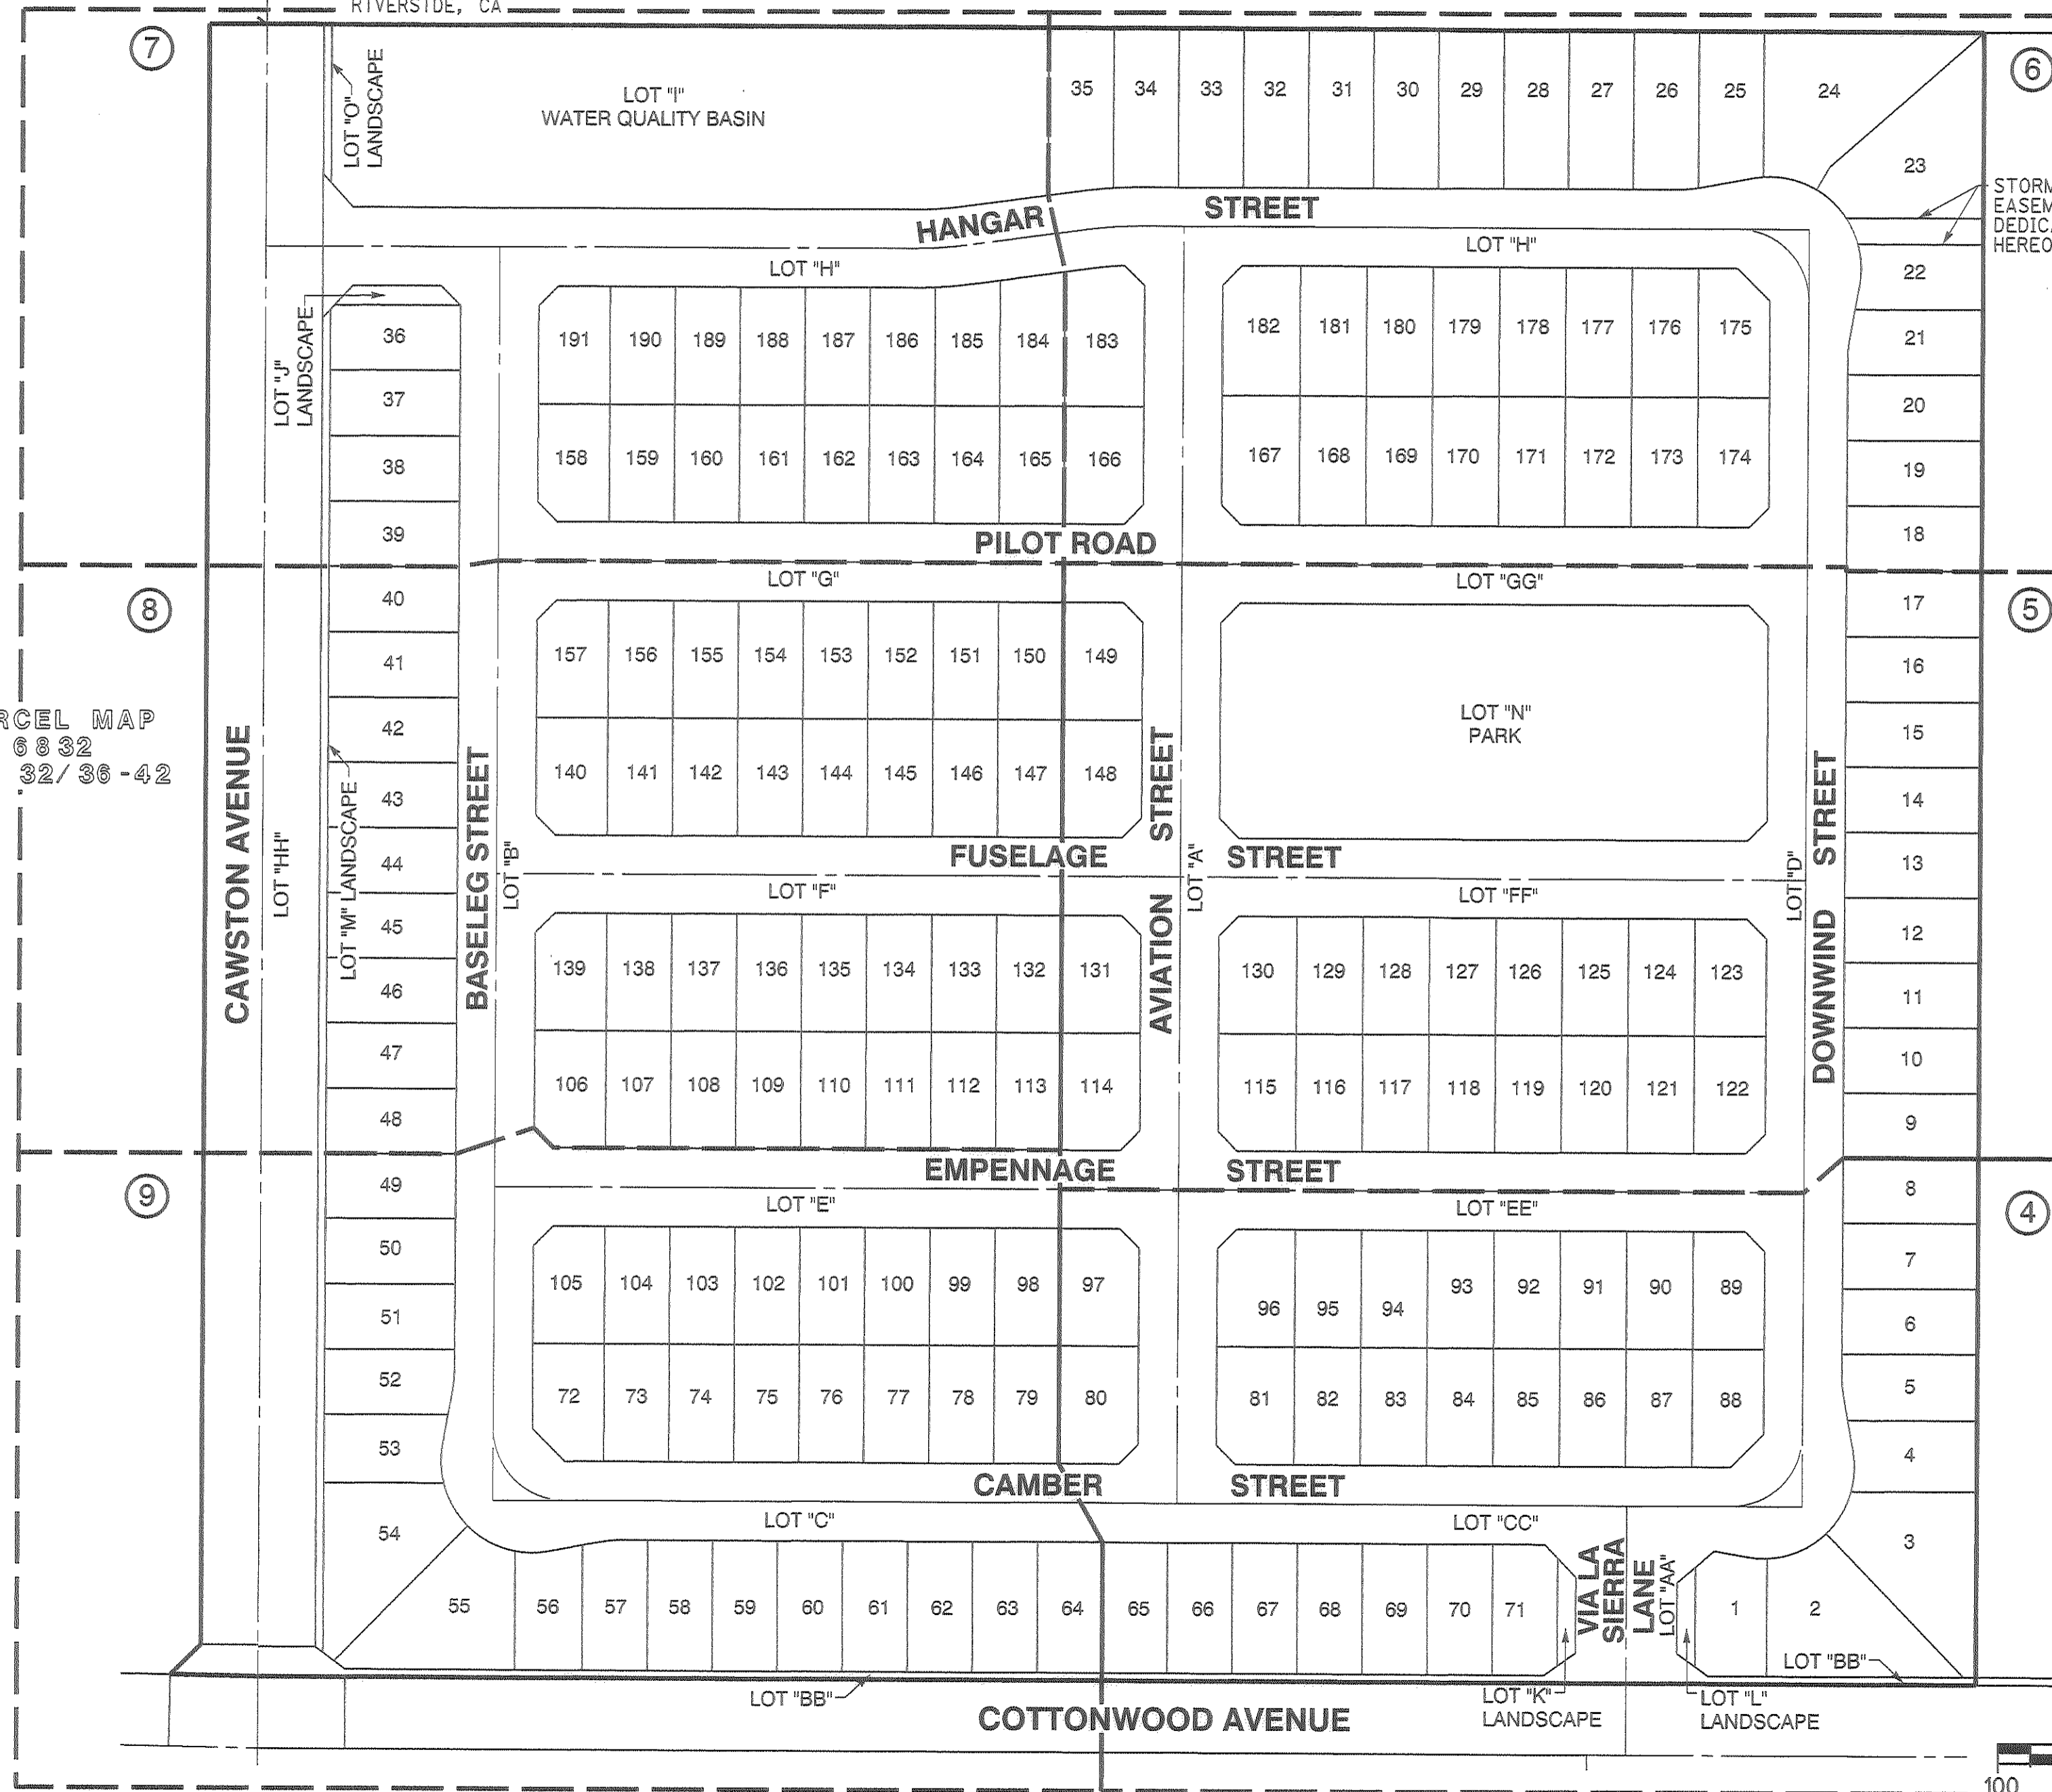 RIVERSIDE, CA
7
LOT "O"
LANDSCAPE
LOT "I"
WATER QUALITY BASIN
35 34 33 32 31 30 29 28 27 26 25 24
6
23
STORM
EASEM
DEDICA
HEREO
HANGAR STREET
LOT "H"
LOT "H"
22
LOT "J"
LANDSCAPE
36
191 190 189 188 187 186 185 184 183
182 181 180 179 178 177 176 175
21
37
20
38
158 159 160 161 162 163 164 165 166
167 168 169 170 171 172 173 174
19
39
PILOT ROAD
18
LOT "G"
LOT "GG"
8
40
17
5
41
157 156 155 154 153 152 151 150 149
16
RCEL MAP
6832
32/36-42
CAWSTON AVENUE
LOT "HH"
LOT "M" LANDSCAPE
42
BASELEG STREET
LOT "B"
LOT "N"
PARK
15
43
140 141 142 143 144 145 146 147 148
AVIATION STREET
LOT "A"
DOWNWIND STREET
LOT "D"
14
44
FUSELAGE STREET
13
LOT "F"
LOT "FF"
45
12
46
139 138 137 136 135 134 133 132 131
130 129 128 127 126 125 124 123
11
47
10
106 107 108 109 110 111 112 113 114
115 116 117 118 119 120 121 122
48
9
EMPENNAGE STREET
9
49
LOT "E"
LOT "EE"
8
4
50
7
105 104 103 102 101 100 99 98 97
96 95 94 93 92 91 90 89
51
6
52
5
72 73 74 75 76 77 78 79 80
81 82 83 84 85 86 87 88
53
4
CAMBER STREET
LOT "C"
LOT "CC"
54
3
VIA LA
SIERRA
LANE
LOT "AA"
55 56 57 58 59 60 61 62 63 64 65 66 67 68 69 70 71
1 2
LOT "BB"
LOT "BB"
LOT "K"
LANDSCAPE
LOT "L"
LANDSCAPE
COTTONWOOD AVENUE
100